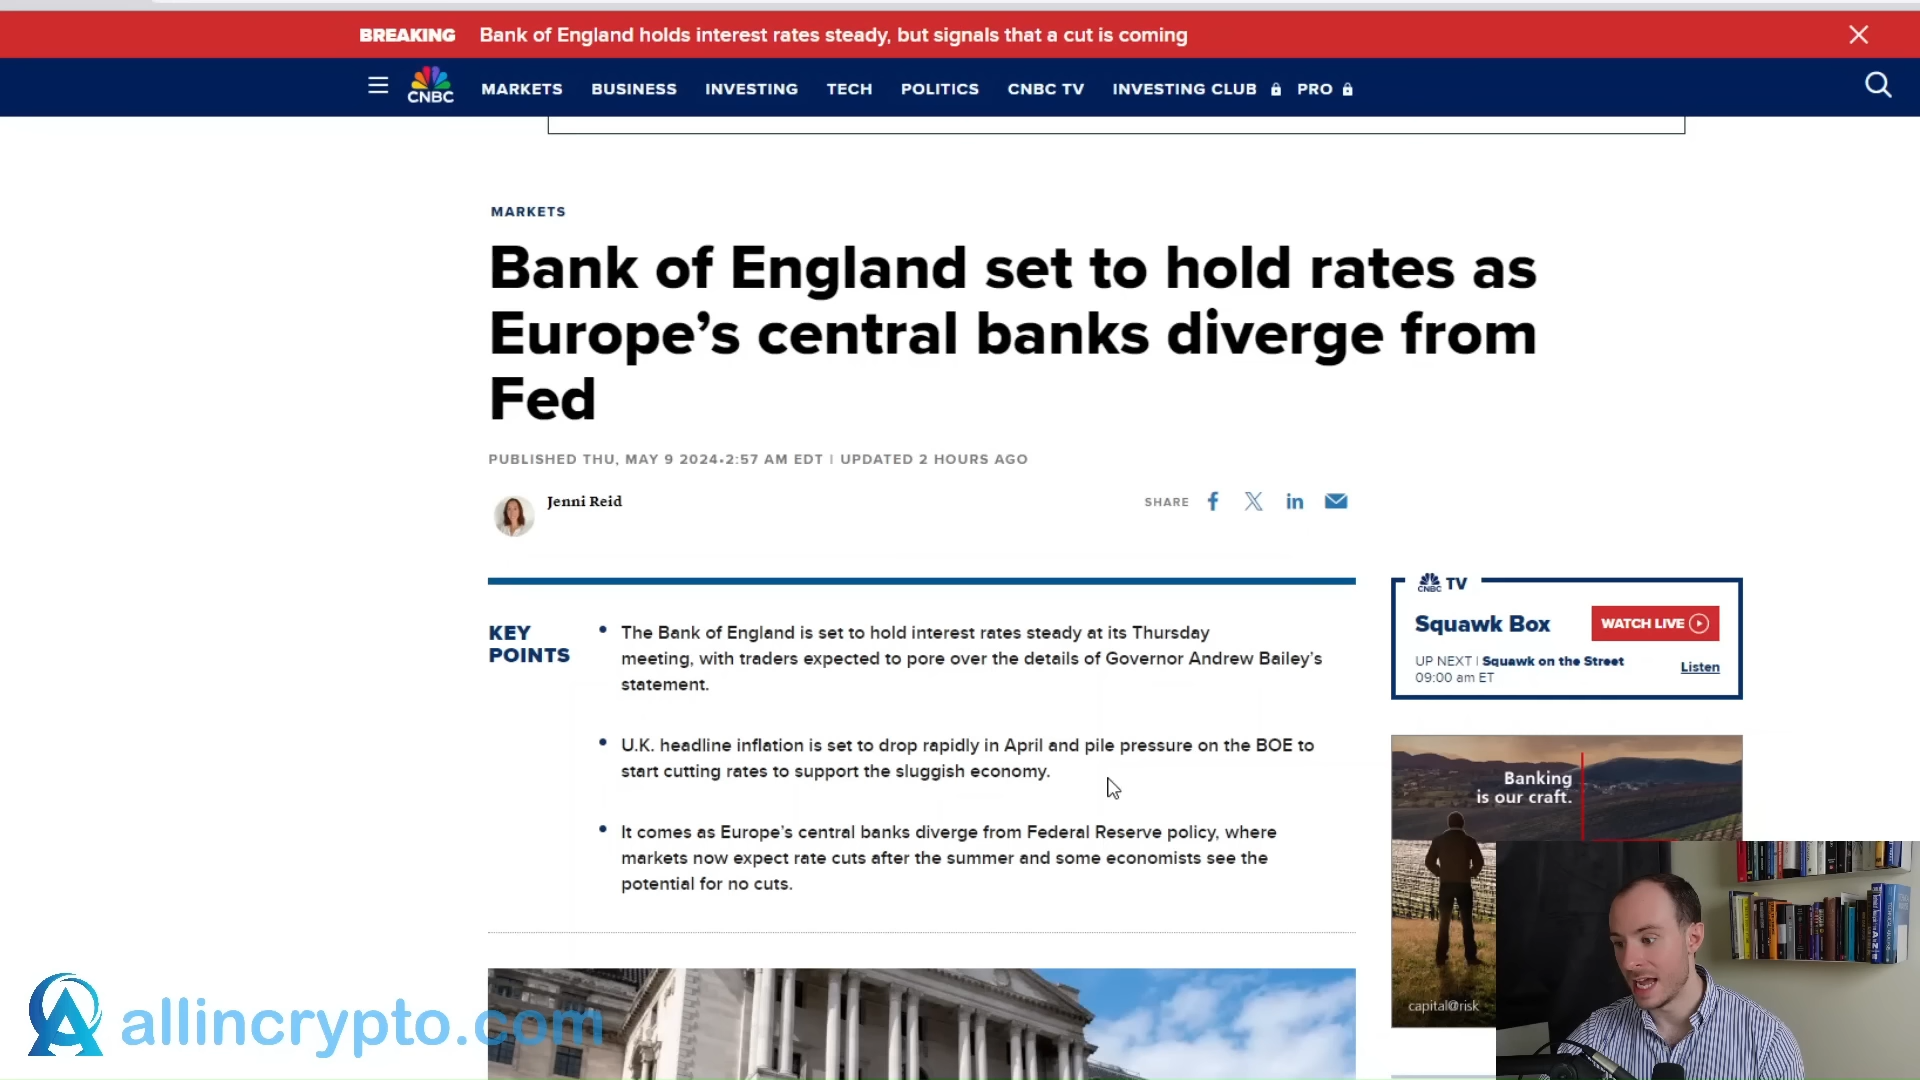 BREAKING Bank of England holds interest rates steady, but signals that a cut is coming
CNBC MARKETS BUSINESS INVESTING TECH POLITICS CNBC TV INVESTING CLUB PRO
MARKETS
Bank of England set to hold rates as
Europe’s central banks diverge from
Fed
PUBLISHED THU, MAY 9 2024•2:57 AM EDT | UPDATED 2 HOURS AGO
Jenni Reid
SHARE
KEY
POINTS
• The Bank of England is set to hold interest rates steady at its Thursday
meeting, with traders expected to pore over the details of Governor Andrew Bailey’s
statement.
• U.K. headline inflation is set to drop rapidly in April and pile pressure on the BOE to
start cutting rates to support the sluggish economy.
• It comes as Europe’s central banks diverge from Federal Reserve policy, where
markets now expect rate cuts after the summer and some economists see the
potential for no cuts.
CNBC TV
Squawk Box
WATCH LIVE
UP NEXT | Squawk on the Street
09:00 am ET
Listen
Banking
is our craft.
capital@risk
allincrypto.com